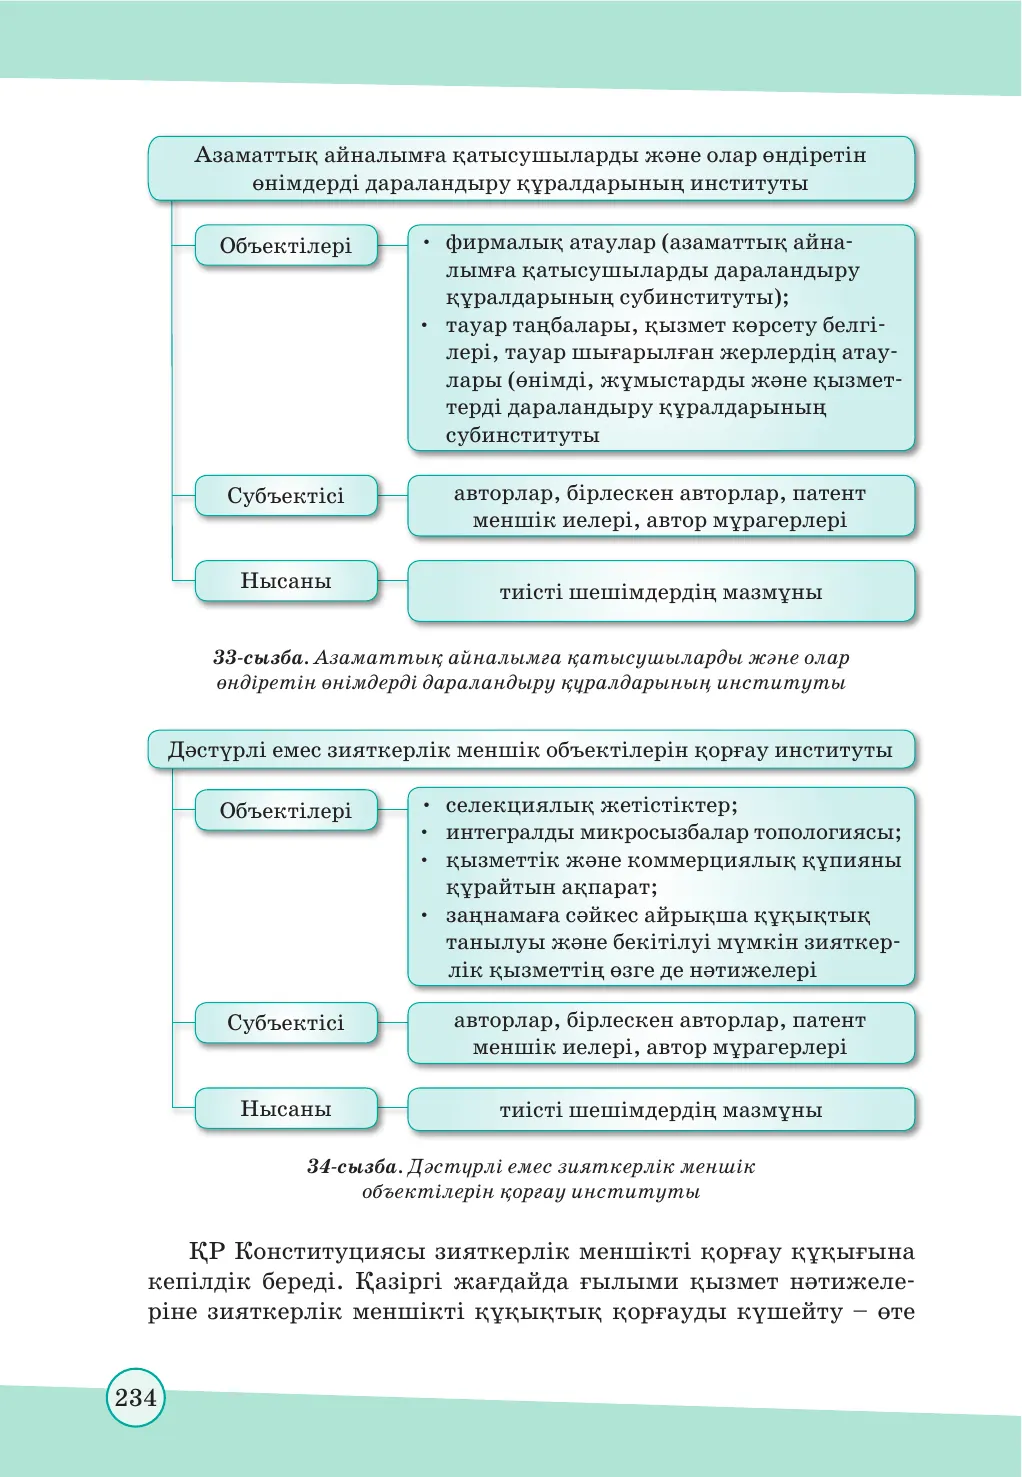 Азаматтық айналымға қатысушыларды және олар өндіретін
өнімдерді дараландыру құралдарының институты
Объектілері
• фирмалық атаулар (азаматтық айна-
лымға қатысушыларды дараландыру
құралдарының субинституты);
• тауар таңбалары, қызмет көрсету белгі-
лері, тауар шығарылған жерлердің атау-
лары (өнімді, жұмыстарды және қызмет-
терді дараландыру құралдарының
субинституты
Субъектісі
авторлар, бірлескен авторлар, патент
меншік иелері, автор мұрагерлері
Нысаны
тиісті шешімдердің мазмұны
33-сызба. Азаматтық айналымға қатысушыларды және олар
өндіретін өнімдерді дараландыру құралдарының институты
Дәстүрлі емес зияткерлік меншік объектілерін қорғау институты
Объектілері
• селекциялық жетістіктер;
• интегралды микросызбалар топологиясы;
• қызметтік және коммерциялық құпияны
құрайтын ақпарат;
• заңнамаға сәйкес айрықша құқықтық
танылуы және бекітілуі мүмкін зияткер-
лік қызметтің өзге де нәтижелері
Субъектісі
авторлар, бірлескен авторлар, патент
меншік иелері, автор мұрагерлері
Нысаны
тиісті шешімдердің мазмұны
34-сызба. Дәстүрлі емес зияткерлік меншік
объектілерін қорғау институты
ҚР Конституциясы зияткерлік меншікті қорғау құқығына
кепілдік береді. Қазіргі жағдайда ғылыми қызмет нәтижеле-
ріне зияткерлік меншікті құқықтық қорғауды күшейту – өте
234